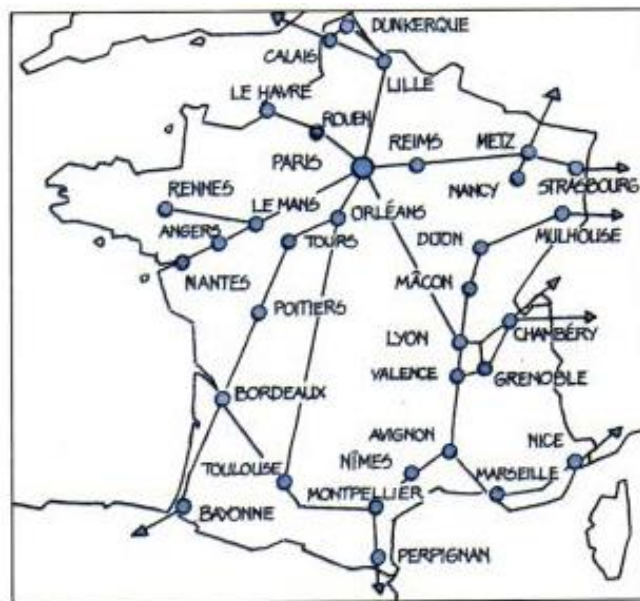 DUNKERQUE
CALAIS
LILLE
LE HAVRE
ROUEN
REIMS
METZ
PARIS
NANCY
STRASBOURG
RENNES
LE MANS
ORLÉANS
ANGERS
TOURS
DIJON
MULHOUSE
NANTES
MÂCON
POITIERS
LYON
CHAMBÉRY
VALENCE
GRENOBLE
BORDEAUX
AVIGNON
NICE
NÎMES
TOULOUSE
MARSEILLE
MONTPELLIER
BAYONNE
PERPIGNAN